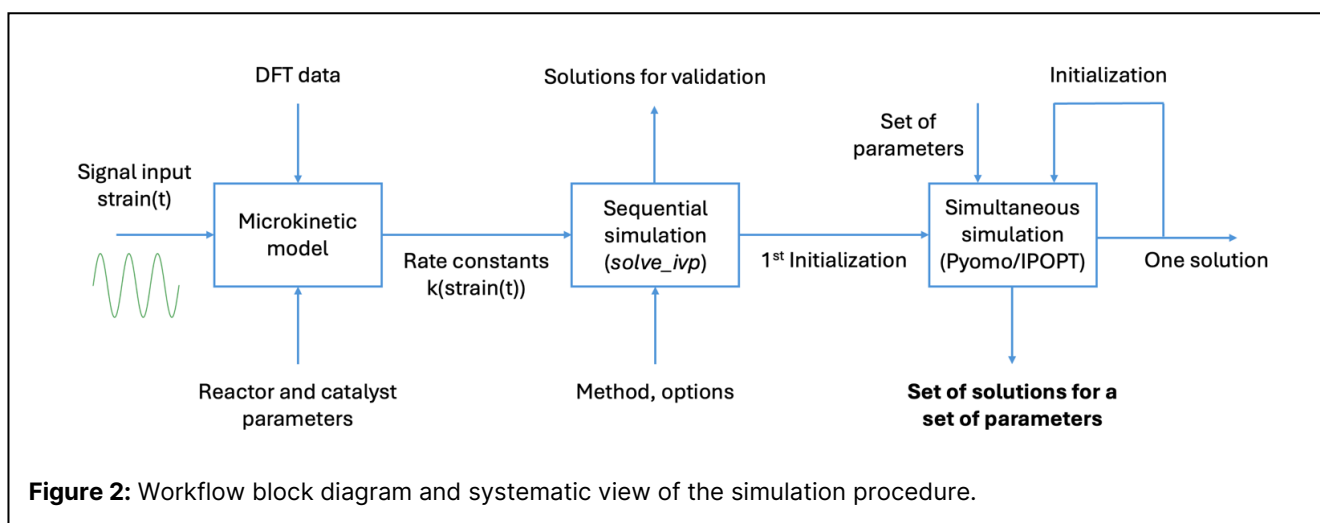 DFT data
Solutions for validation
Initialization
Set of
parameters
Signal input
strain(t)
Microkinetic
model
Sequential
simulation
(solve_ivp)
Simultaneous
simulation
(Pyomo/IPOPT)
Rate constants
k(strain(t))
1st Initialization
One solution
Reactor and catalyst
parameters
Method, options
Set of solutions for a
set of parameters
Figure 2: Workflow block diagram and systematic view of the simulation procedure.